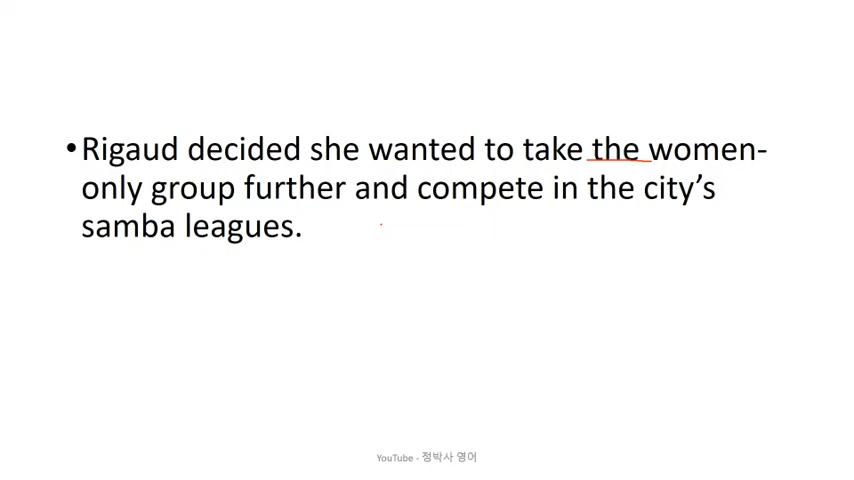 •Rigaud decided she wanted to take the women-
only group further and compete in the city’s
samba leagues.
YouTube - 정박사 영어